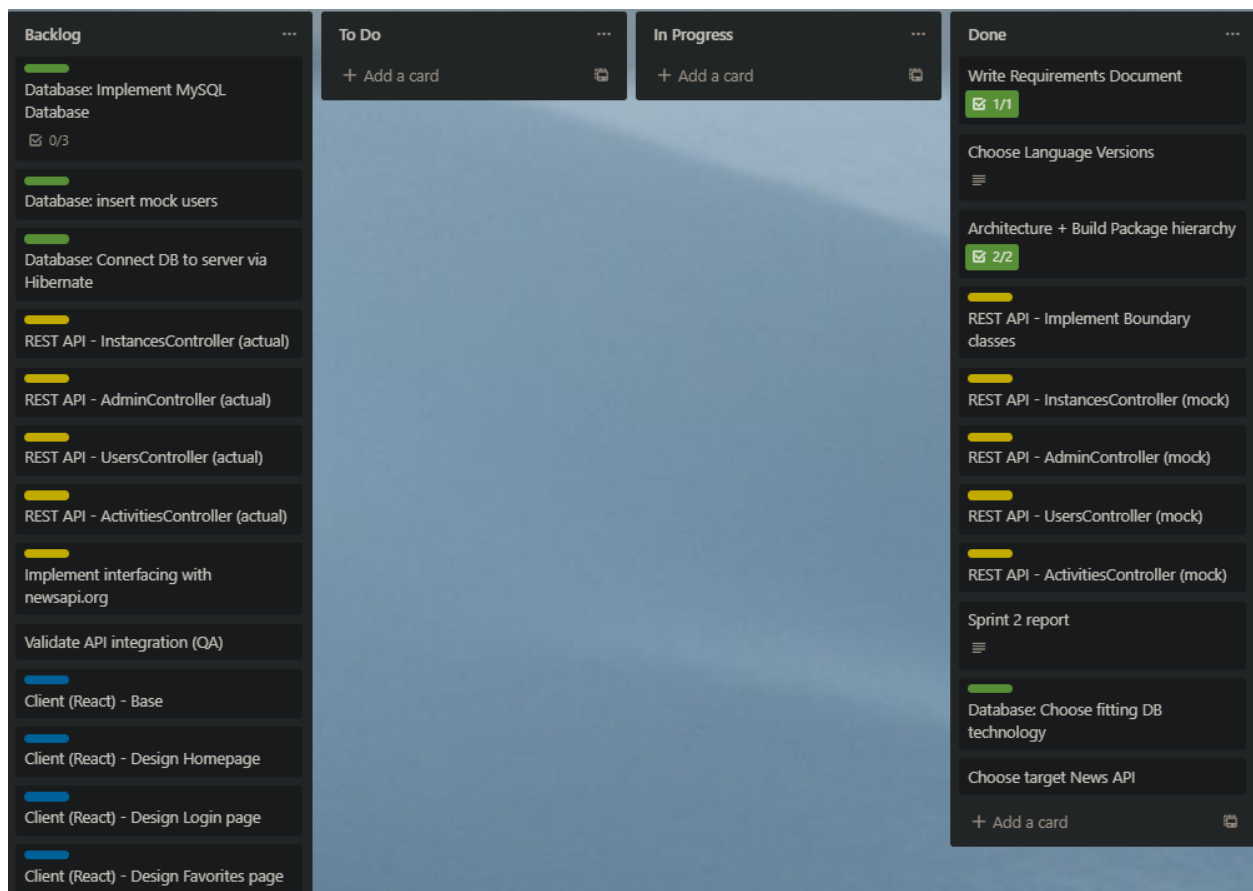 Backlog
Database: Implement MySQL
Database
0/3
Database: insert mock users
Database: Connect DB to server via
Hibernate
REST API - InstancesController (actual)
REST API - AdminController (actual)
REST API - UsersController (actual)
REST API - ActivitiesController (actual)
Implement interfacing with
newsapi.org
Validate API integration (QA)
Client (React) - Base
Client (React) - Design Homepage
Client (React) - Design Login page
Client (React) - Design Favorites page
To Do
+ Add a card
In Progress
+ Add a card
Done
Write Requirements Document
1/1
Choose Language Versions
Architecture + Build Package hierarchy
2/2
REST API - Implement Boundary
classes
REST API - InstancesController (mock)
REST API - AdminController (mock)
REST API - UsersController (mock)
REST API - ActivitiesController (mock)
Sprint 2 report
Database: Choose fitting DB
technology
Choose target News API
+ Add a card